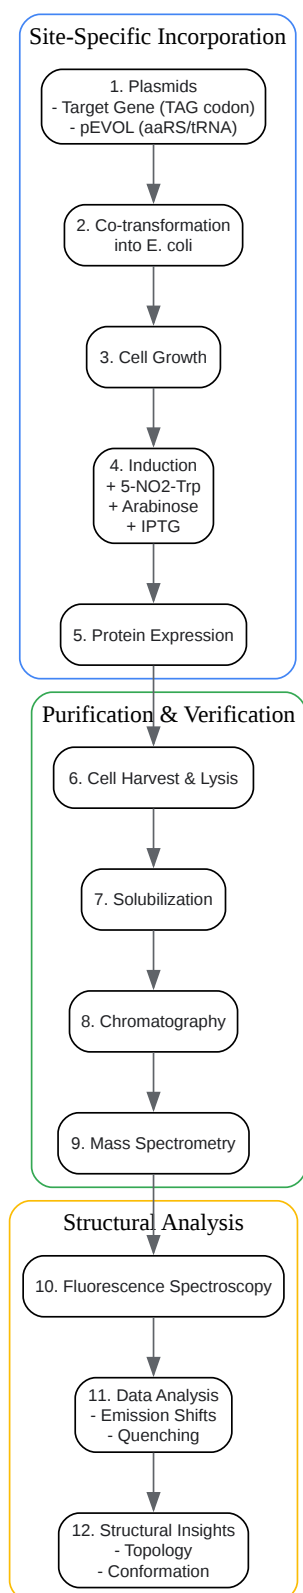 Site-Specific Incorporation
1. Plasmids
- Target Gene (TAG codon)
- pEVOL (aaRS/tRNA)
2. Co-transformation
into E. coli
3. Cell Growth
4. Induction
+ 5-NO2-Trp
+ Arabinose
+ IPTG
5. Protein Expression
Purification & Verification
6. Cell Harvest & Lysis
7. Solubilization
8. Chromatography
9. Mass Spectrometry
Structural Analysis
10. Fluorescence Spectroscopy
11. Data Analysis
- Emission Shifts
- Quenching
12. Structural Insights
- Topology
- Conformation